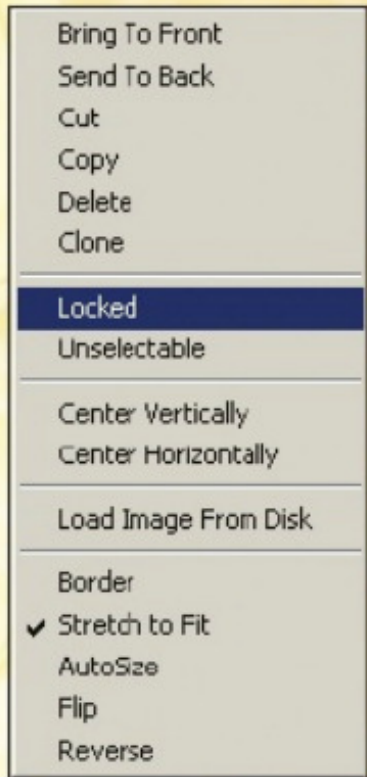 Bring To Front
Send To Back
Cut
Copy
Delete
Clone
Locked
Unselectable
Center Vertically
Center Horizontally
Load Image From Disk
Border
Stretch to Fit
AutoSize
Flip
Reverse